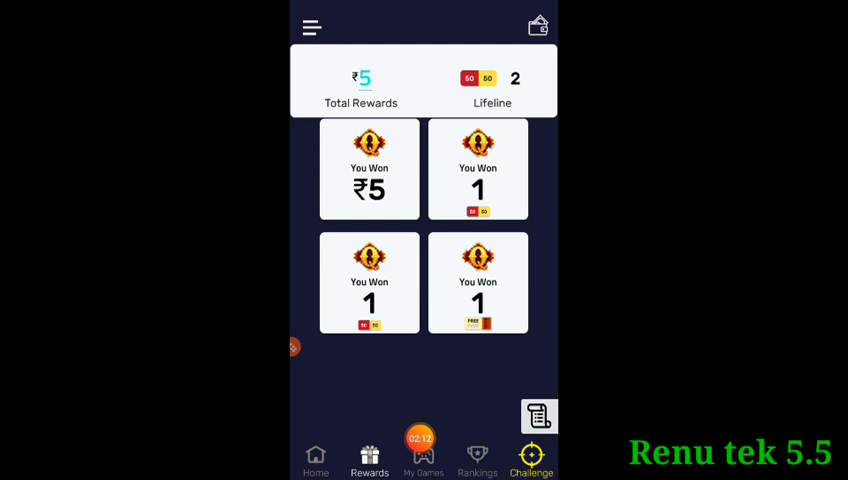 ₹5
50 50 2
Total Rewards
Lifeline
You Won
₹5
You Won
1
50 50
You Won
1
50 50
You Won
1
FREE
02:12
Home
Rewards
My Games
Rankings
Challenge
Renu tek 5.5